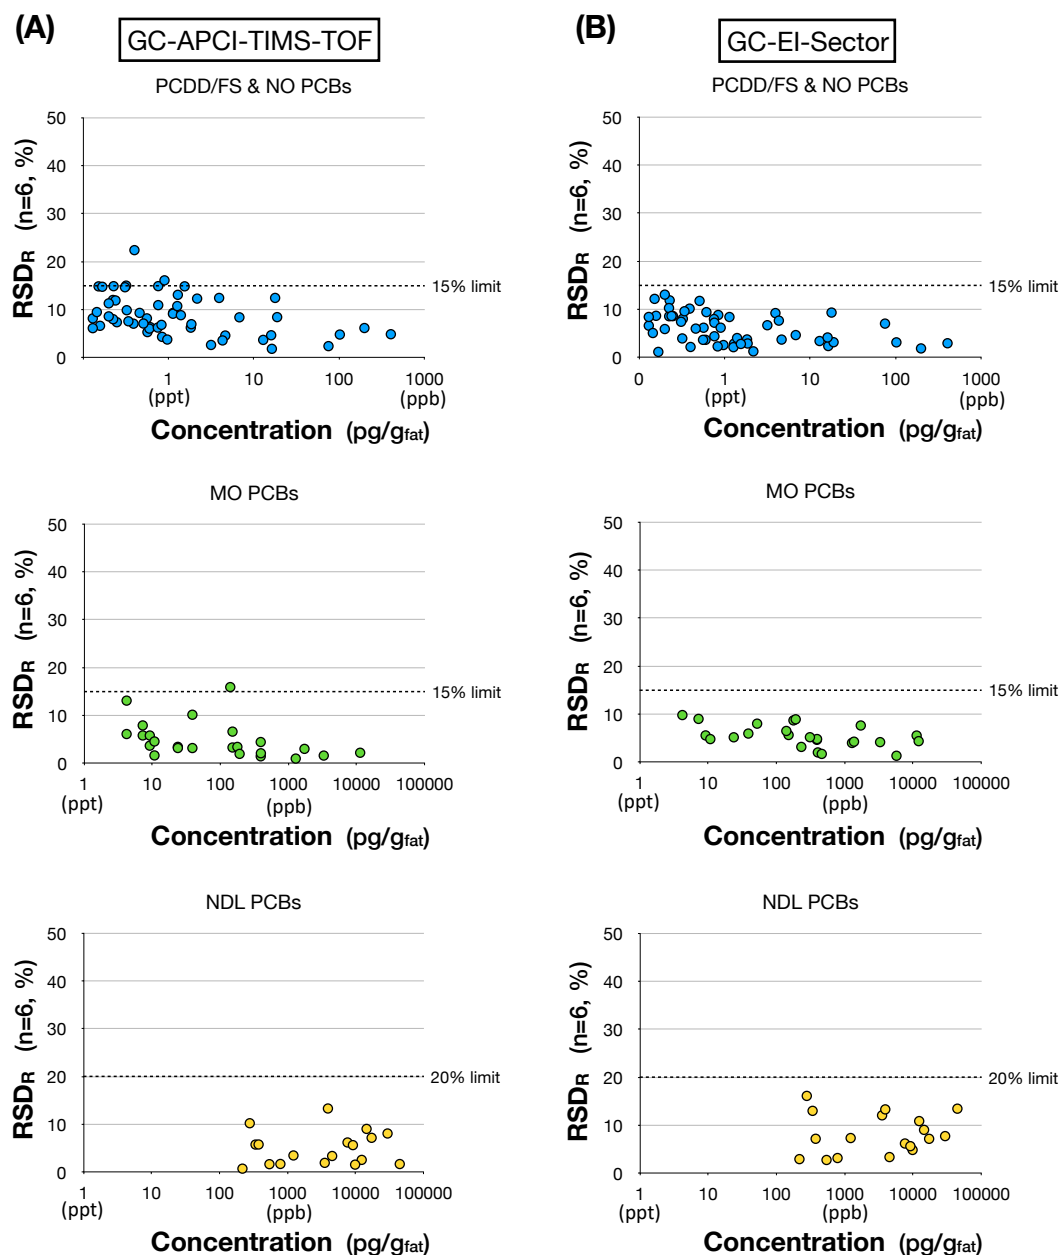 (A)
GC-APCI-TIMS-TOF
PCDD/FS & NO PCBs
RSDR (n=6, %)
50
40
30
20
10
0
15% limit
1
10
100
1000
(ppt)
(ppb)
Concentration (pg/gfat)
MO PCBs
RSDR (n=6, %)
50
40
30
20
10
0
15% limit
1
10
100
1000
10000
100000
(ppt)
(ppb)
Concentration (pg/gfat)
NDL PCBs
RSDR (n=6, %)
50
40
30
20
10
0
20% limit
1
10
100
1000
10000
100000
(ppt)
(ppb)
Concentration (pg/gfat)
(B)
GC-EI-Sector
PCDD/FS & NO PCBs
RSDR (n=6, %)
50
40
30
20
10
0
15% limit
0
1
10
100
1000
(ppt)
(ppb)
Concentration (pg/gfat)
MO PCBs
RSDR (n=6, %)
50
40
30
20
10
0
15% limit
1
10
100
1000
10000
100000
(ppt)
(ppb)
Concentration (pg/gfat)
NDL PCBs
RSDR (n=6, %)
50
40
30
20
10
0
20% limit
1
10
100
1000
10000
100000
(ppt)
(ppb)
Concentration (pg/gfat)